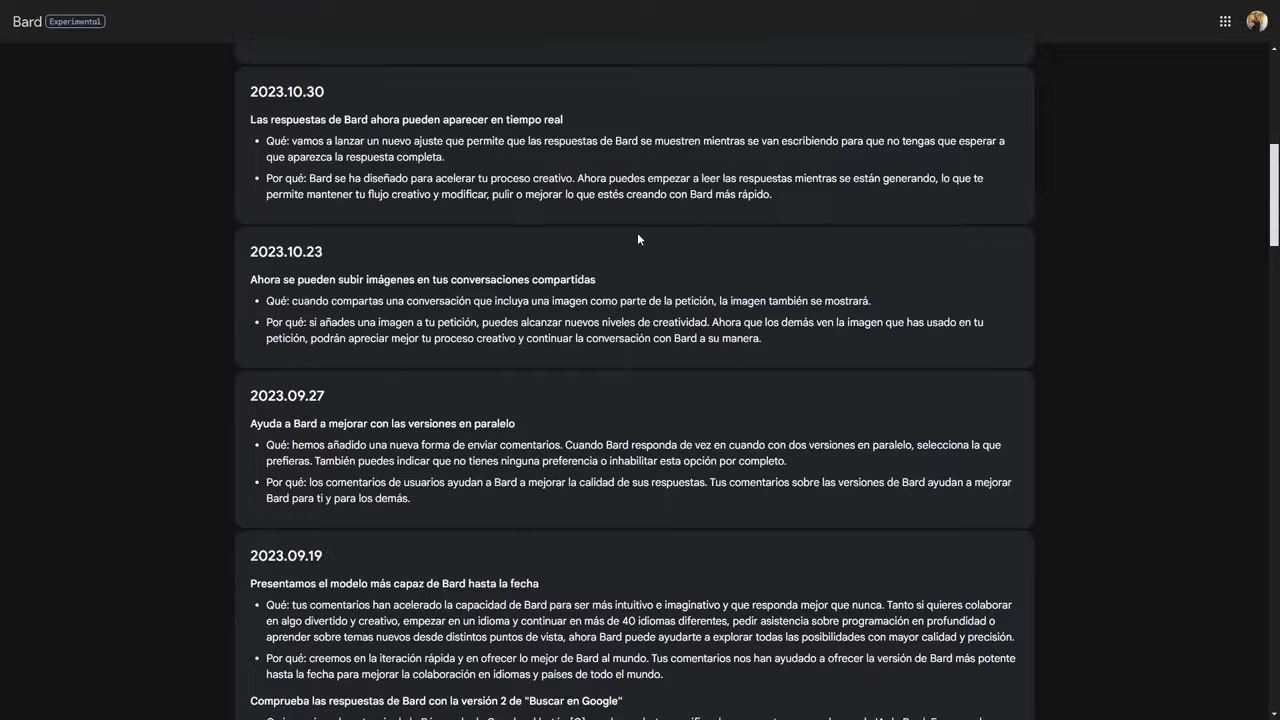 Bard Experimental
2023.10.30
Las respuestas de Bard ahora pueden aparecer en tiempo real
• Qué: vamos a lanzar un nuevo ajuste que permite que las respuestas de Bard se muestren mientras se van escribiendo para que no tengas que esperar a
que aparezca la respuesta completa.
• Por qué: Bard se ha diseñado para acelerar tu proceso creativo. Ahora puedes empezar a leer las respuestas mientras se están generando, lo que te
permite mantener tu flujo creativo y modificar, pulir o mejorar lo que estés creando con Bard más rápido.
2023.10.23
Ahora se pueden subir imágenes en tus conversaciones compartidas
• Qué: cuando compartas una conversación que incluya una imagen como parte de la petición, la imagen también se mostrará.
• Por qué: si añades una imagen a tu petición, puedes alcanzar nuevos niveles de creatividad. Ahora que los demás ven la imagen que has usado en tu
petición, podrán apreciar mejor tu proceso creativo y continuar la conversación con Bard a su manera.
2023.09.27
Ayuda a Bard a mejorar con las versiones en paralelo
• Qué: hemos añadido una nueva forma de enviar comentarios. Cuando Bard responda de vez en cuando con dos versiones en paralelo, selecciona la que
prefieras. También puedes indicar que no tienes ninguna preferencia o inhabilitar esta opción por completo.
• Por qué: los comentarios de usuarios ayudan a Bard a mejorar la calidad de sus respuestas. Tus comentarios sobre las versiones de Bard ayudan a mejorar
Bard para ti y para los demás.
2023.09.19
Presentamos el modelo más capaz de Bard hasta la fecha
• Qué: tus comentarios han acelerado la capacidad de Bard para ser más intuitivo e imaginativo y que responda mejor que nunca. Tanto si quieres colaborar
en algo divertido y creativo, empezar en un idioma y continuar en más de 40 idiomas diferentes, pedir asistencia sobre programación en profundidad o
aprender sobre temas nuevos desde distintos puntos de vista, ahora Bard puede ayudarte a explorar todas las posibilidades con mayor calidad y precisión.
• Por qué: creemos en la iteración rápida y en ofrecer lo mejor de Bard al mundo. Tus comentarios nos han ayudado a ofrecer la versión de Bard más potente
hasta la fecha para mejorar la colaboración en idiomas y países de todo el mundo.
Comprueba las respuestas de Bard con la versión 2 de "Buscar en Google"